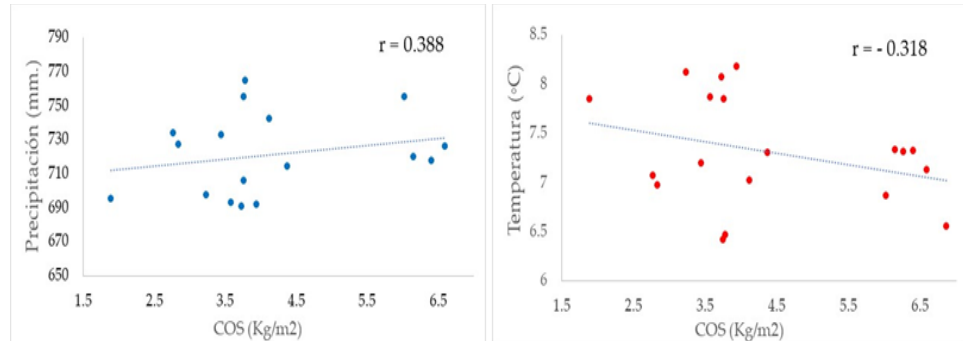 r = 0.388
Precipitación (mm.)
790
770
750
730
710
690
670
650
1.5 2.5 3.5 4.5 5.5 6.5
COS (Kg/m2)
r = - 0.318
Temperatura (°C)
8.5
8
7.5
7
6.5
6
1.5 2.5 3.5 4.5 5.5 6.5
COS (Kg/m2)